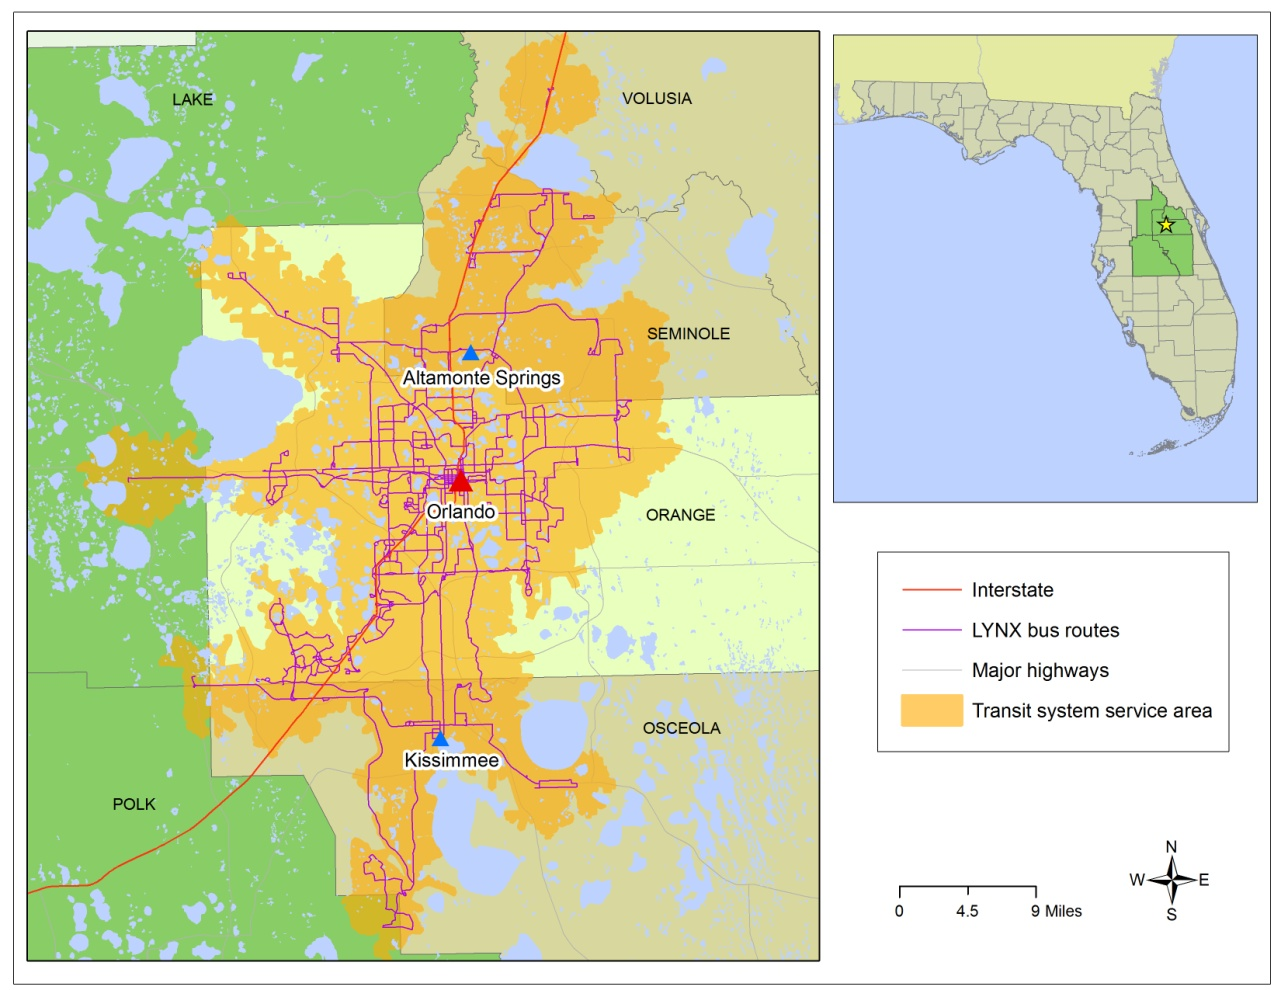 LAKE
VOLUSIA
SEMINOLE
Altamonte Springs
Orlando
ORANGE
OSCEOLA
Kissimmee
POLK
Interstate
LYNX bus routes
Major highways
Transit system service area
N
W E
S
0 4.5 9 Miles